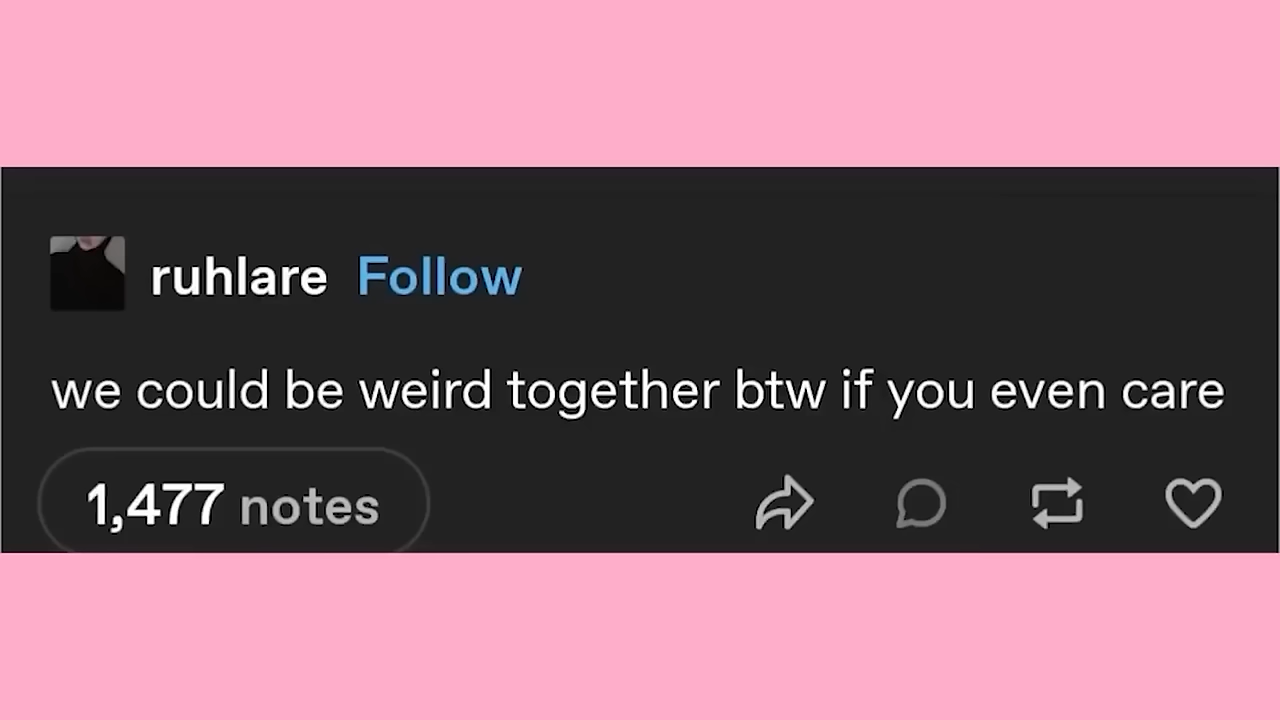 ruhlare Follow
we could be weird together btw if you even care
1,477 notes